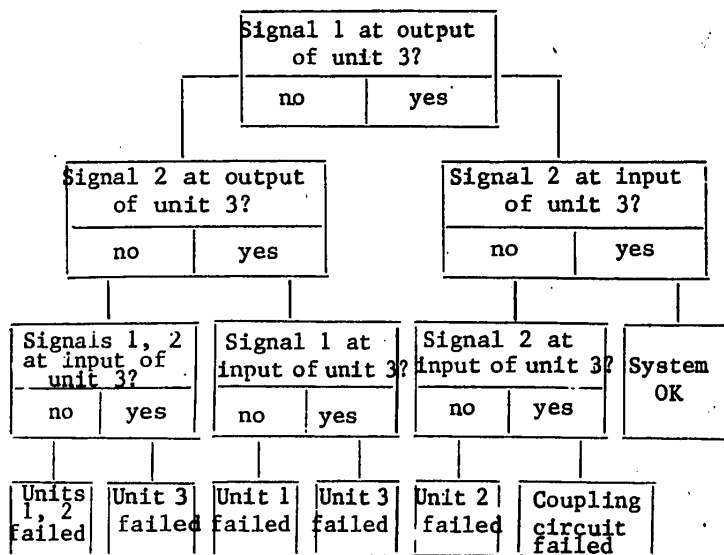 Signal 1 at output
of unit 3?
no yes
Signal 2 at output
of unit 3?
no yes
Signal 2 at input
of unit 3?
no yes
Signals 1, 2
at input of
unit 3?
no yes
Signal 1 at
input of unit 3?
no yes
Signal 2 at
input of unit 3?
no yes
System
OK
Units
1, 2
failed
Unit 3
failed
Unit 1
failed
Unit 3
failed
Unit 2
failed
Coupling
circuit
failed